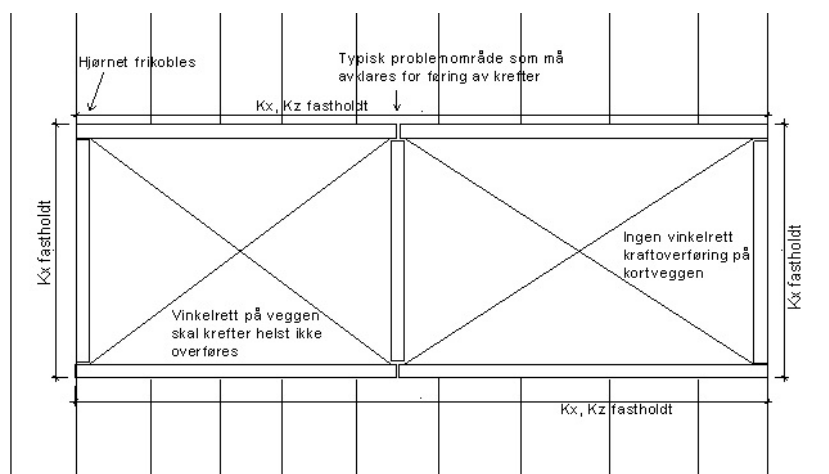 Hjørnet frikobles
Typisk problemområde som må
avklares for føring av krefter
Kx, Kz fastholdt
Kx fastholdt
Ingen vinkelrett
kraftoverføring på
kortveggen
Kx fastholdt
Vinkelrett på veggen
skal krefter helst ikke
overføres
Kx, Kz fastholdt